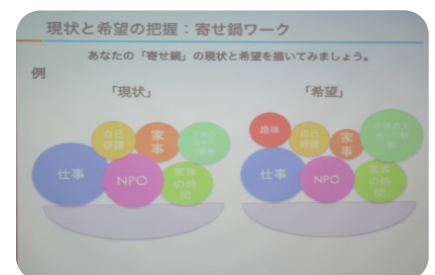 現状と希望の把握:寄せ鍋ワーク
あなたの「寄せ鍋」の現状と希望を描いてみましょう。
例
「現状」
「希望」
自己
研鑽
家
事
仕事
NPO
家族
の時
間
趣味
自己
研鑽
家
事
仕事
NPO
家族
の時
間